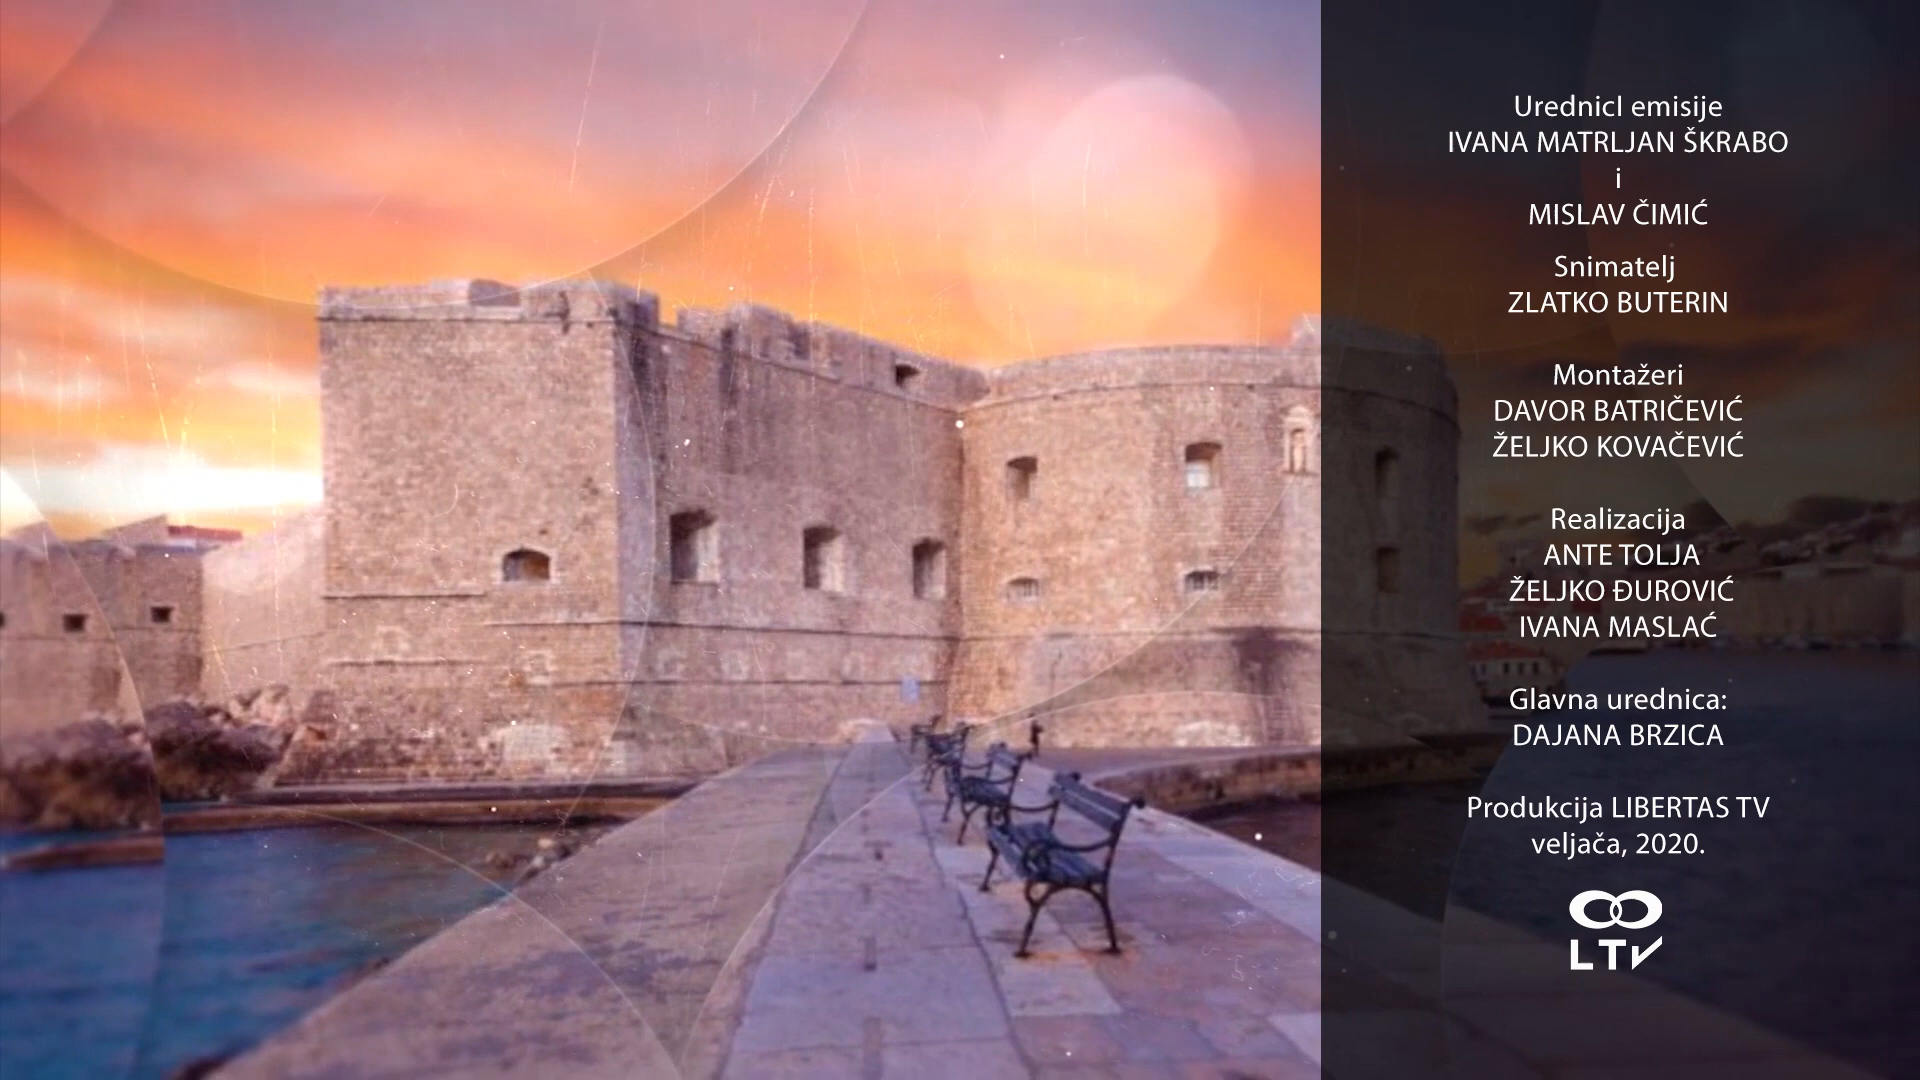 UrednicI emisije
IVANA MATRLJAN ŠKRABO
i
MISLAV ČIMIĆ
Snimatelj
ZLATKO BUTERIN
Montažeri
DAVOR BATRIČEVIĆ
ŽELJKO KOVAČEVIĆ
Realizacija
ANTE TOLJA
ŽELJKO ĐUROVIĆ
IVANA MASLAĆ
Glavna urednica:
DAJANA BRZICA
Produkcija LIBERTAS TV
veljača, 2020.
LTV